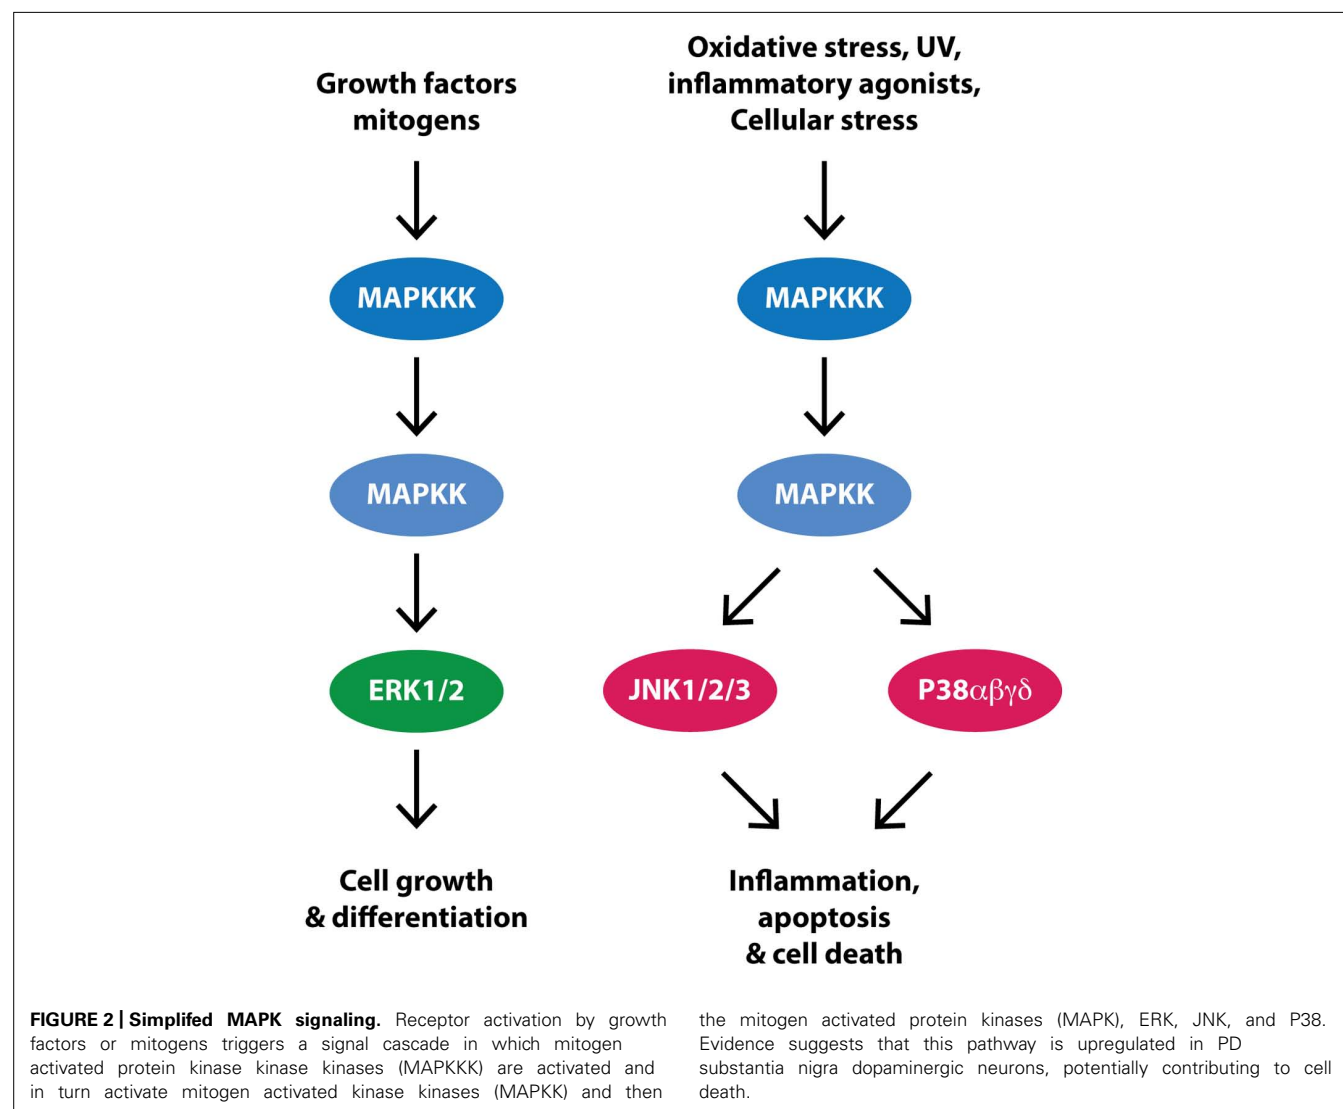 Growth factors
mitogens
MAPKKK
MAPKK
ERK1/2
Cell growth
& differentiation
Oxidative stress, UV,
inflammatory agonists,
Cellular stress
MAPKKK
MAPKK
JNK1/2/3
P38αβγδ
Inflammation,
apoptosis
& cell death
FIGURE 2 | Simplifed MAPK signaling. Receptor activation by growth
factors or mitogens triggers a signal cascade in which mitogen
activated protein kinase kinase kinases (MAPKKK) are activated and
in turn activate mitogen activated kinase kinases (MAPKK) and then
the mitogen activated protein kinases (MAPK), ERK, JNK, and P38.
Evidence suggests that this pathway is upregulated in PD
substantia nigra dopaminergic neurons, potentially contributing to cell
death.